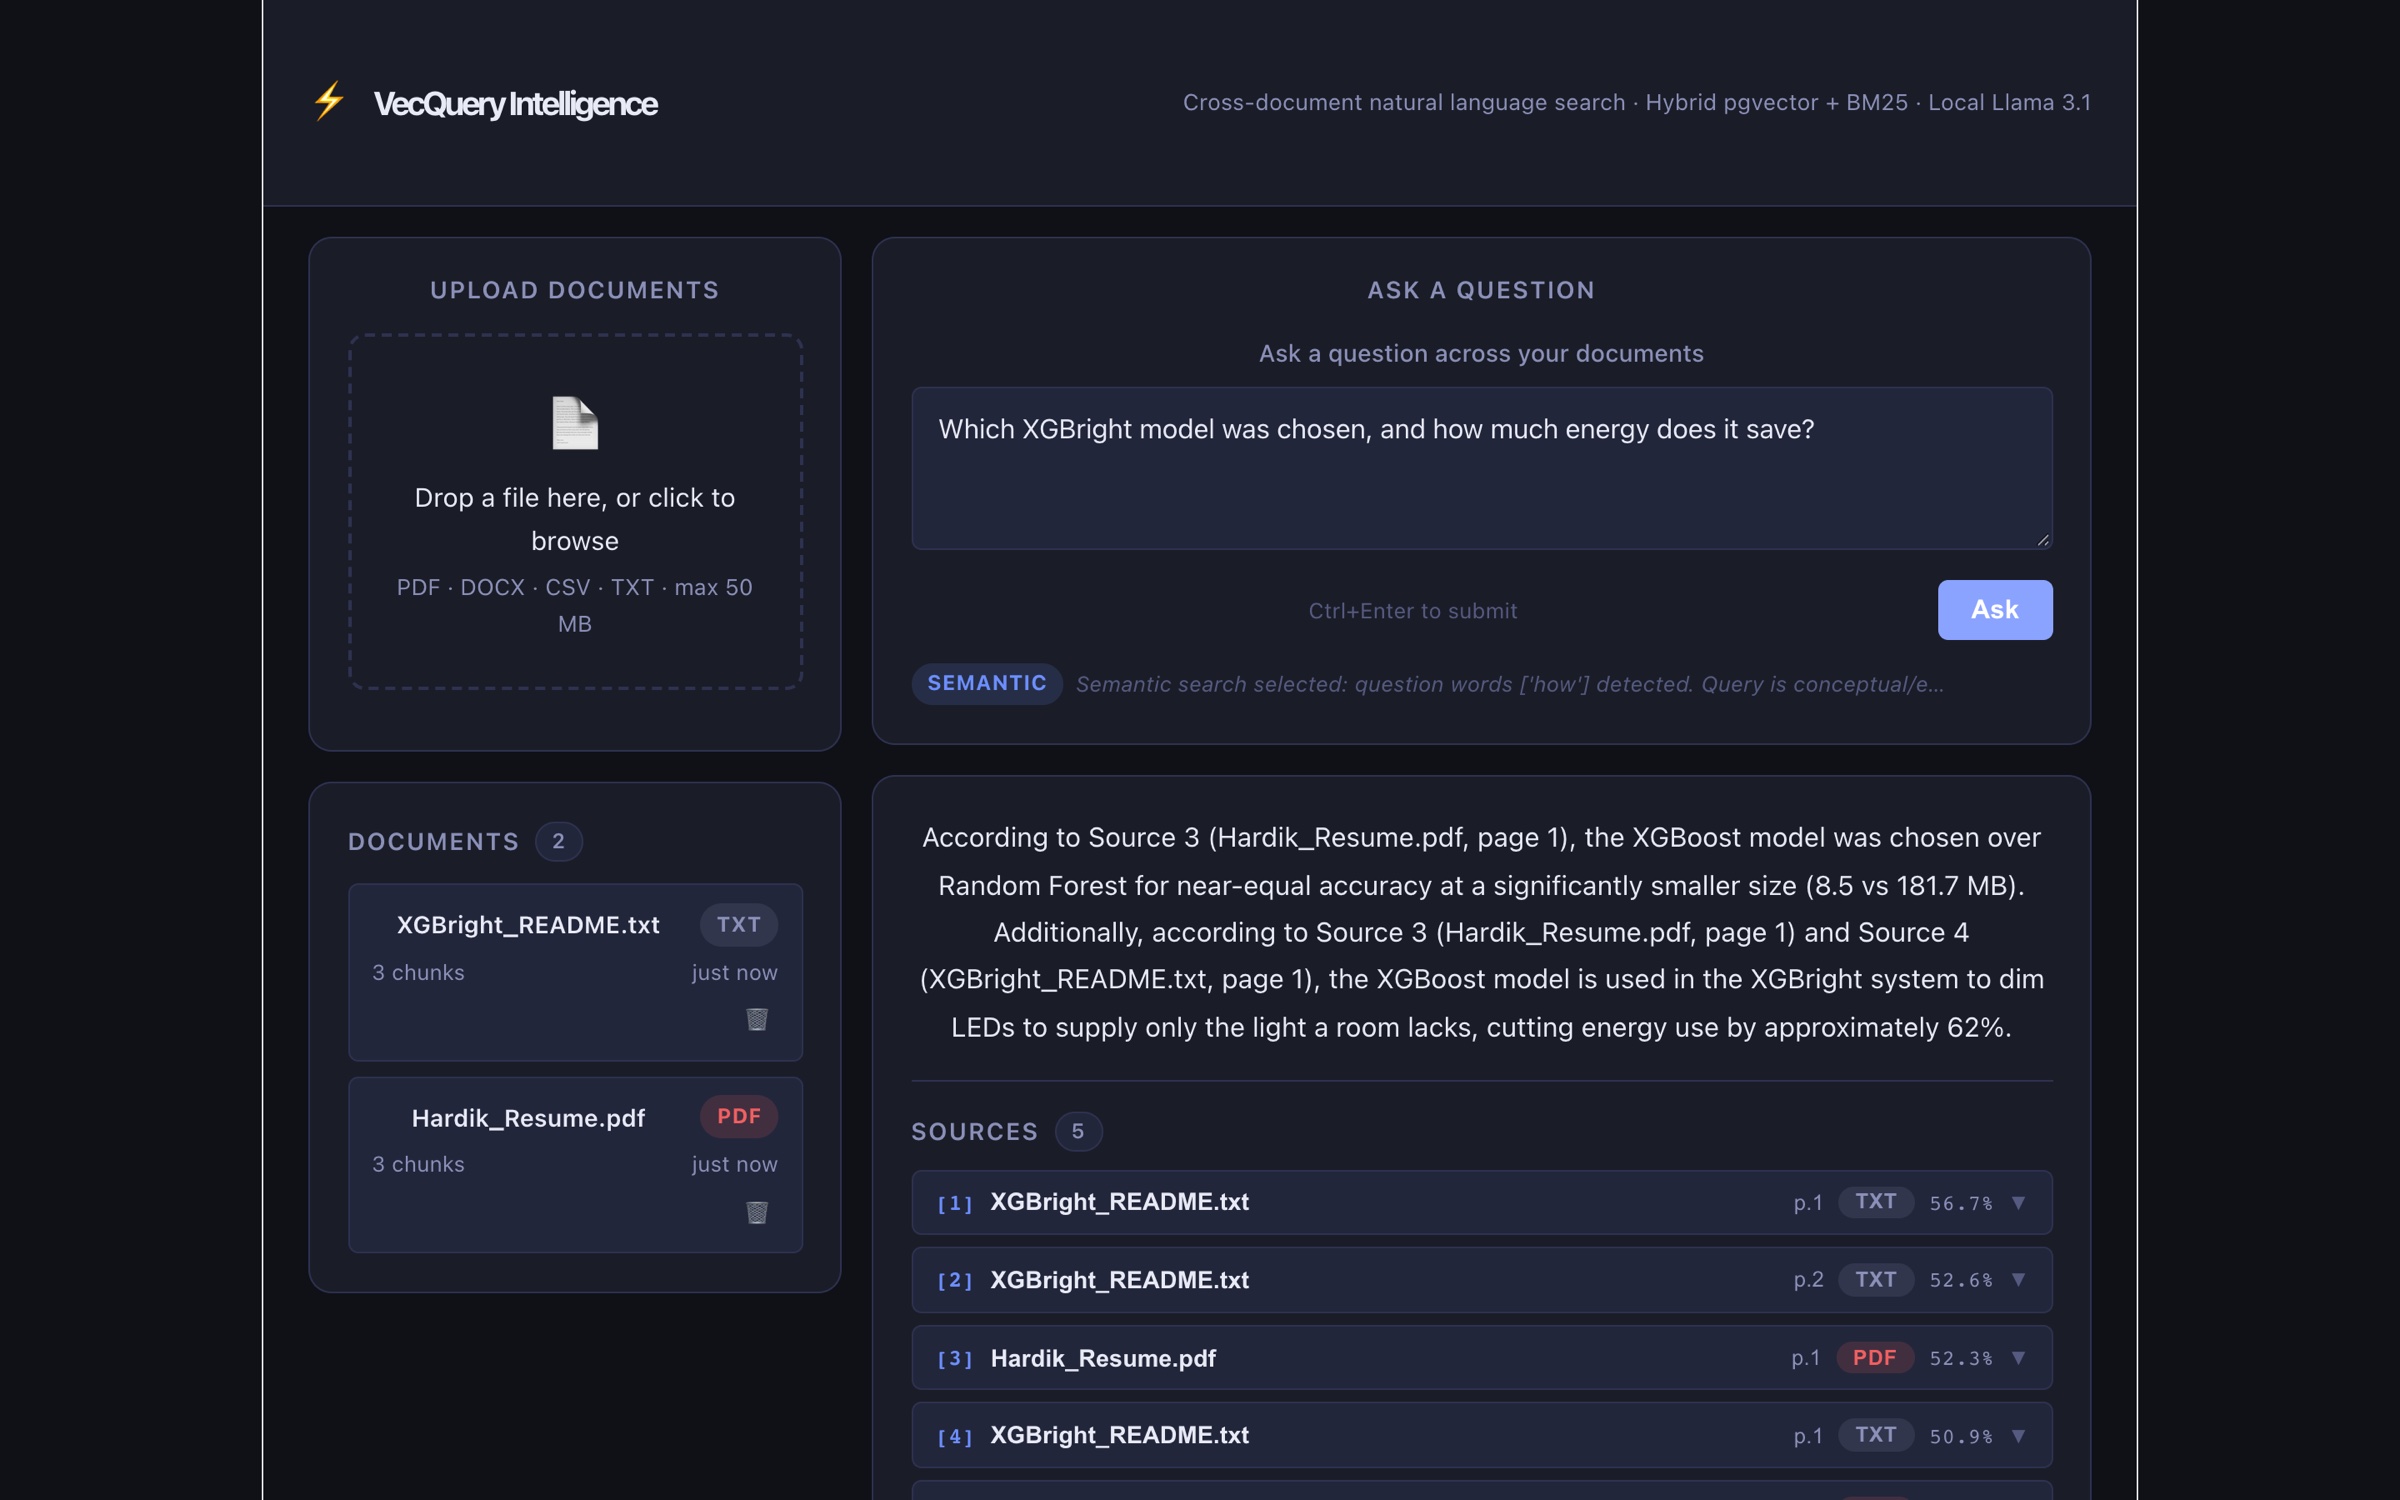 ⚡ VecQuery Intelligence
Cross-document natural language search · Hybrid pgvector + BM25 · Local Llama 3.1
UPLOAD DOCUMENTS
Drop a file here, or click to
browse
PDF · DOCX · CSV · TXT · max 50
MB
DOCUMENTS 2
XGBright_README.txt TXT
3 chunks just now
Hardik_Resume.pdf PDF
3 chunks just now
ASK A QUESTION
Ask a question across your documents
Which XGBright model was chosen, and how much energy does it save?
Ctrl+Enter to submit
Ask
SEMANTIC Semantic search selected: question words ['how'] detected. Query is conceptual/e...
According to Source 3 (Hardik_Resume.pdf, page 1), the XGBoost model was chosen over
Random Forest for near-equal accuracy at a significantly smaller size (8.5 vs 181.7 MB).
Additionally, according to Source 3 (Hardik_Resume.pdf, page 1) and Source 4
(XGBright_README.txt, page 1), the XGBoost model is used in the XGBright system to dim
LEDs to supply only the light a room lacks, cutting energy use by approximately 62%.
SOURCES 5
[1] XGBright_README.txt p.1 TXT 56.7% ▼
[2] XGBright_README.txt p.2 TXT 52.6% ▼
[3] Hardik_Resume.pdf p.1 PDF 52.3% ▼
[4] XGBright_README.txt p.1 TXT 50.9% ▼